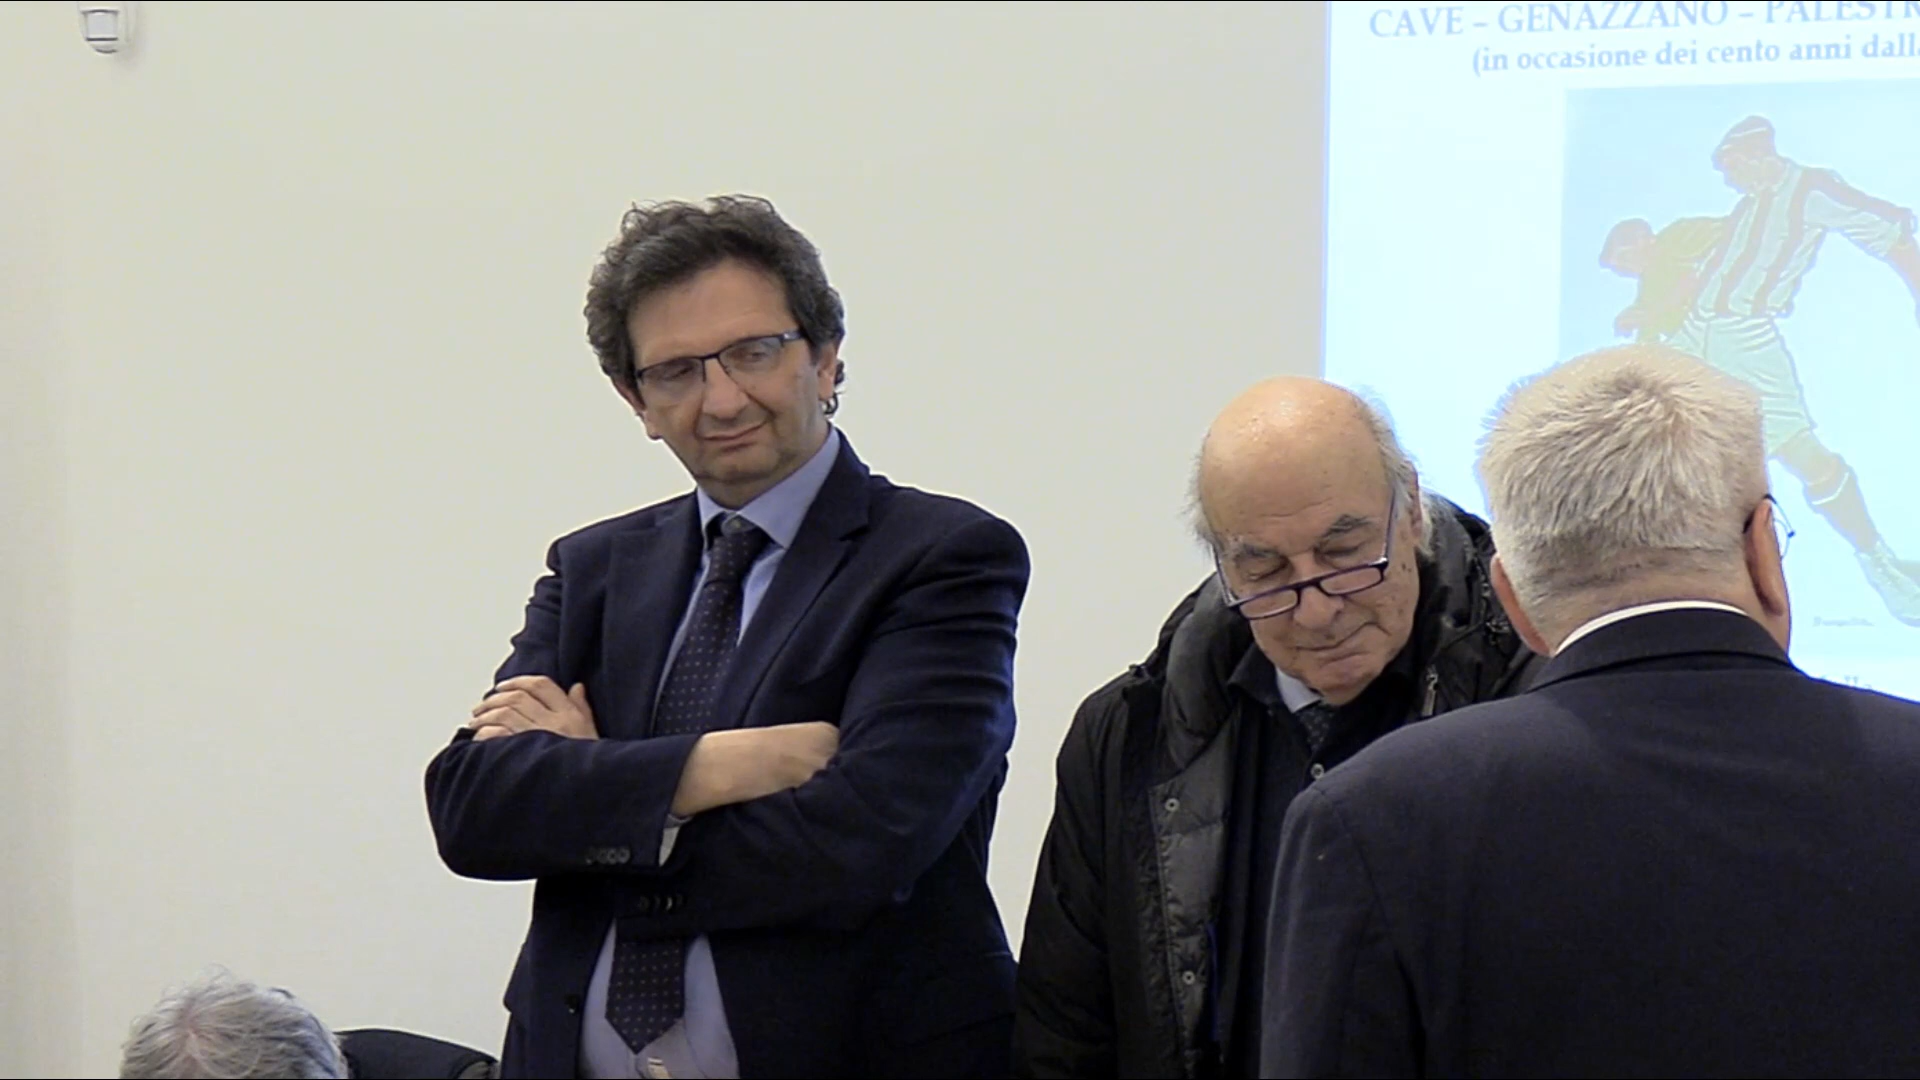 CAVE – GENAZZANO – PALESTR
(in occasione dei cento anni dall